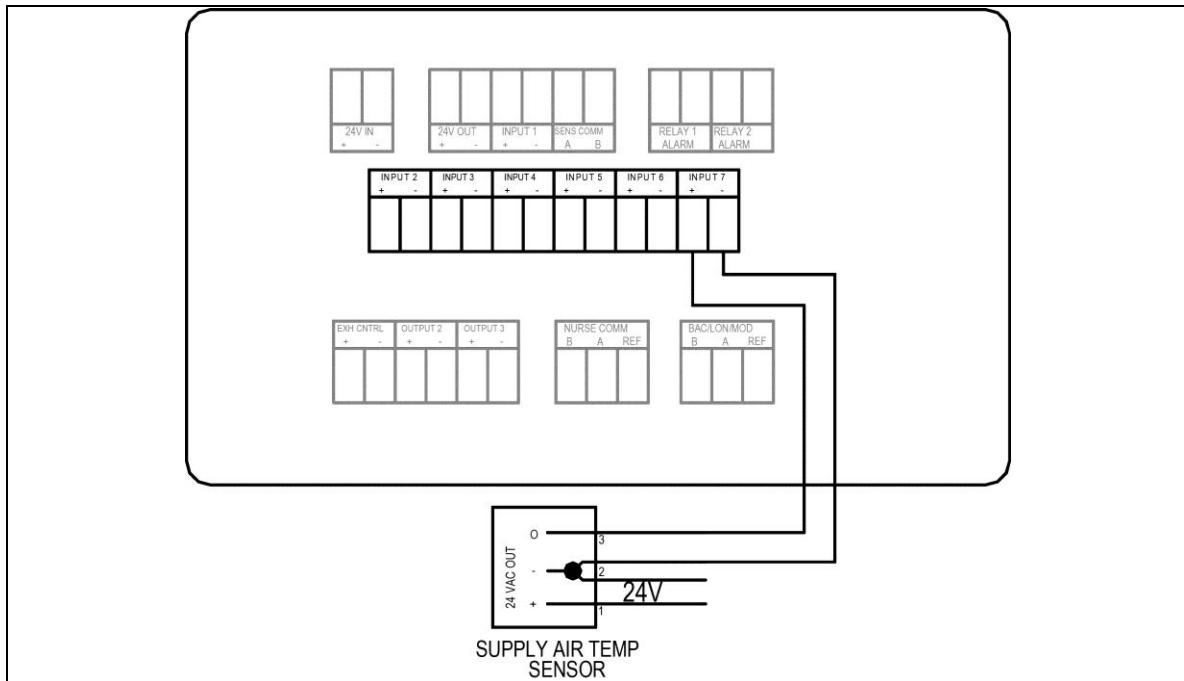 24V IN
+ -
24V OUT INPUT 1 SENS COMM
+ - + - A B
RELAY 1 RELAY 2
ALARM ALARM
INPUT 2 INPUT 3 INPUT 4 INPUT 5 INPUT 6 INPUT 7
+ - + - + - + - + - + -
EXH CNTRL OUTPUT 2 OUTPUT 3
+ - + - + -
NURSE COMM
B A REF
BAC/LON/MOD
B A REF
24 VAC OUT
O 3
- 2
24V
+ 1
SUPPLY AIR TEMP
SENSOR